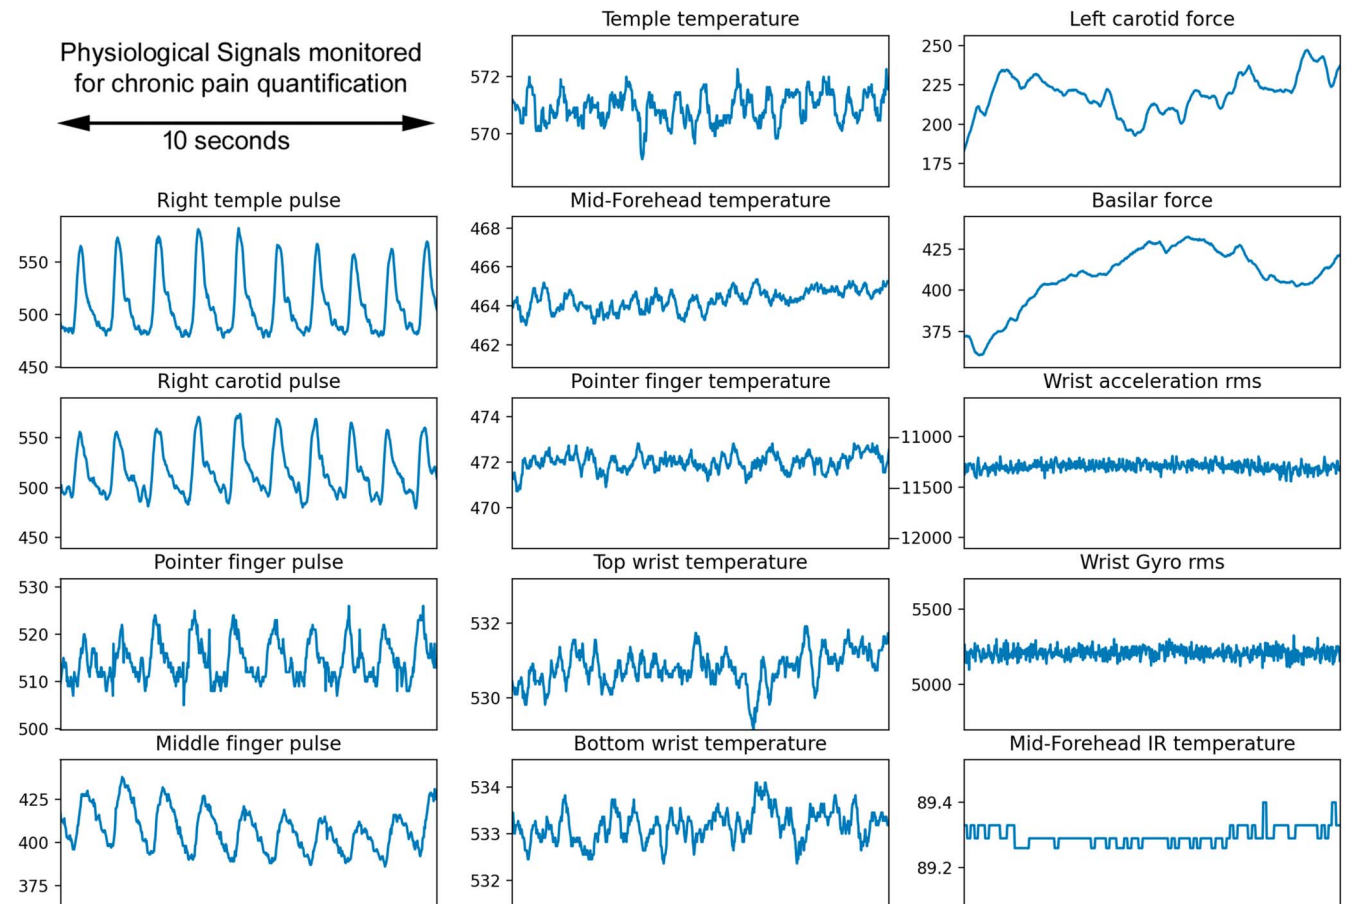 Physiological Signals monitored
for chronic pain quantification
10 seconds
Temple temperature
572
570
Left carotid force
250
225
200
175
Right temple pulse
550
500
450
Mid-Forehead temperature
468
466
464
462
Basilar force
425
400
375
Right carotid pulse
550
500
450
Pointer finger temperature
474
472
470
Wrist acceleration rms
−11000
−11500
−12000
Pointer finger pulse
530
520
510
500
Top wrist temperature
532
530
Wrist Gyro rms
5500
5000
Middle finger pulse
425
400
375
Bottom wrist temperature
534
533
532
Mid-Forehead IR temperature
89.4
89.2